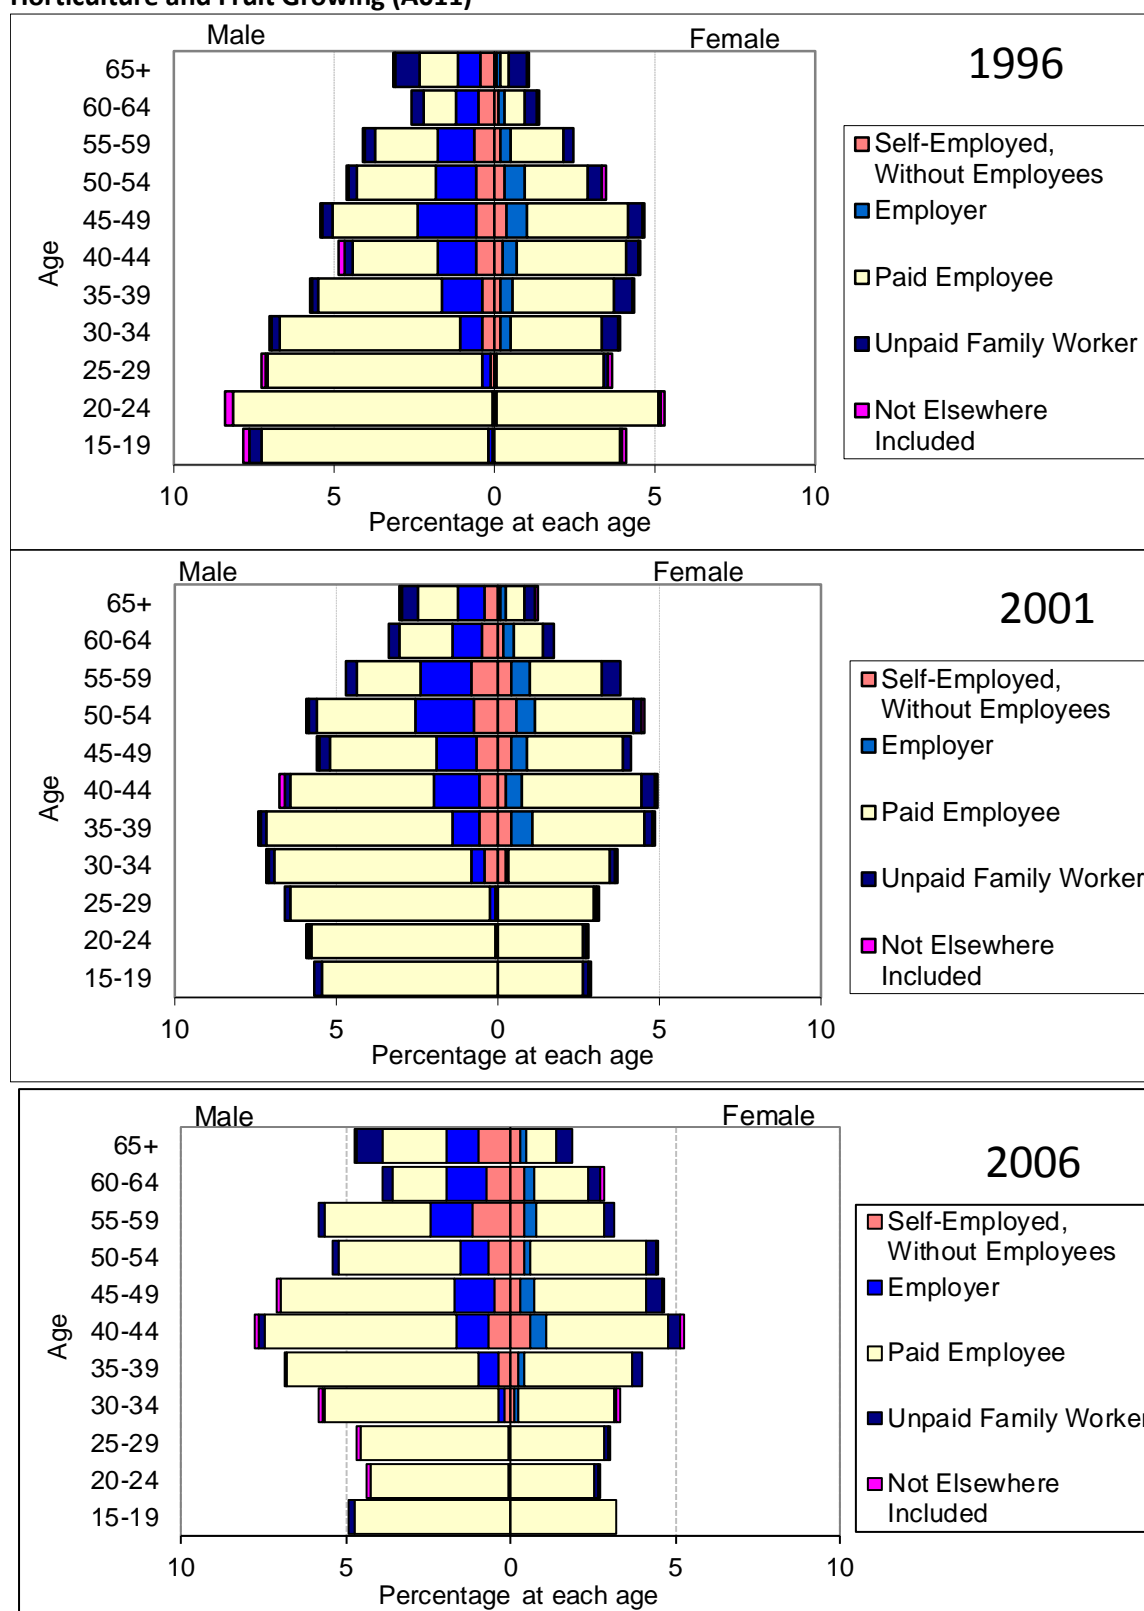 Horticulture and Fruit Growing (A011)
Male
Female
1996
65+
60-64
55-59
50-54
45-49
40-44
35-39
30-34
25-29
20-24
15-19
Age
10 5 0 5 10
Percentage at each age
Self-Employed,
Without Employees
Employer
Paid Employee
Unpaid Family Worker
Not Elsewhere
Included
Male
Female
2001
65+
60-64
55-59
50-54
45-49
40-44
35-39
30-34
25-29
20-24
15-19
Age
10 5 0 5 10
Percentage at each age
Self-Employed,
Without Employees
Employer
Paid Employee
Unpaid Family Worker
Not Elsewhere
Included
Male
Female
2006
65+
60-64
55-59
50-54
45-49
40-44
35-39
30-34
25-29
20-24
15-19
Age
10 5 0 5 10
Percentage at each age
Self-Employed,
Without Employees
Employer
Paid Employee
Unpaid Family Worker
Not Elsewhere
Included